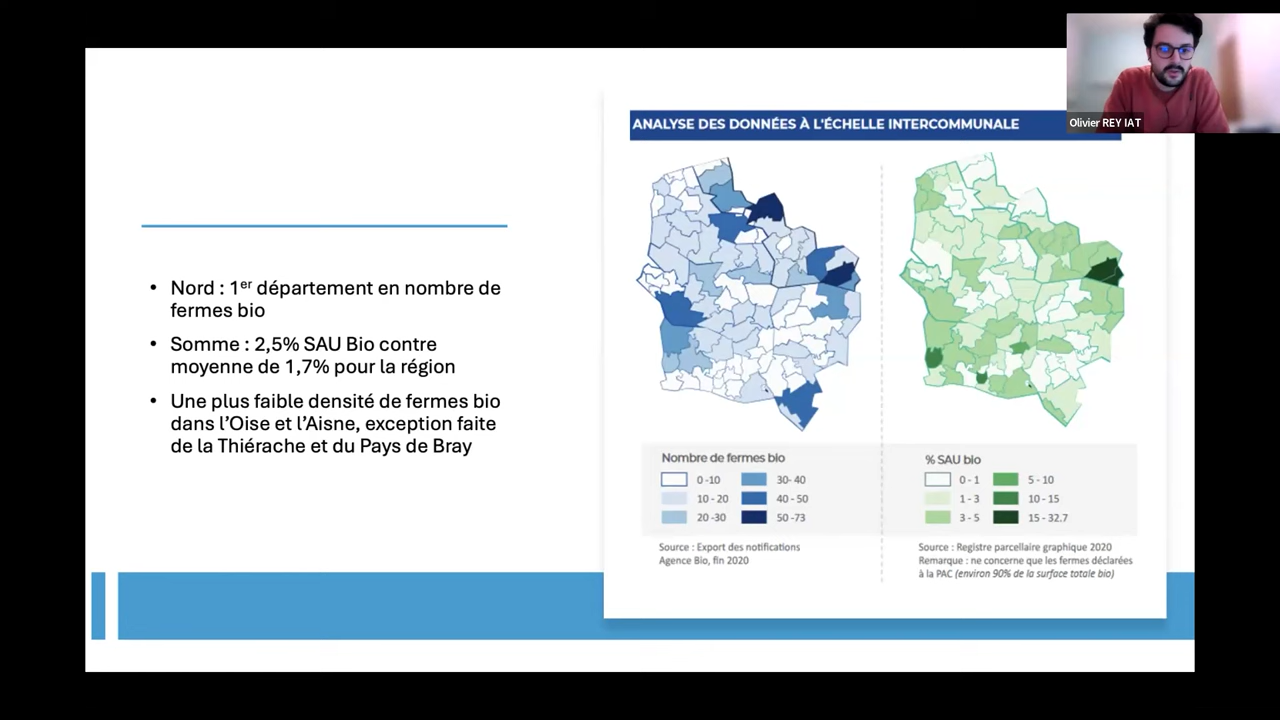 Olivier REY IAT
• Nord : 1er département en nombre de
fermes bio
• Somme : 2,5% SAU Bio contre
moyenne de 1,7% pour la région
• Une plus faible densité de fermes bio
dans l'Oise et l'Aisne, exception faite
de la Thiérache et du Pays de Bray
ANALYSE DES DONNÉES À L'ÉCHELLE INTERCOMMUNALE
Nombre de fermes bio
0 -10
10 - 20
20 -30
30- 40
40 - 50
50 -73
Source : Export des notifications
Agence Bio, fin 2020
% SAU bio
0 - 1
1 - 3
3 - 5
5 - 10
10 - 15
15 - 32.7
Source : Registre parcellaire graphique 2020
Remarque : ne concerne que les fermes déclarées
à la PAC (environ 90% de la surface totale bio)